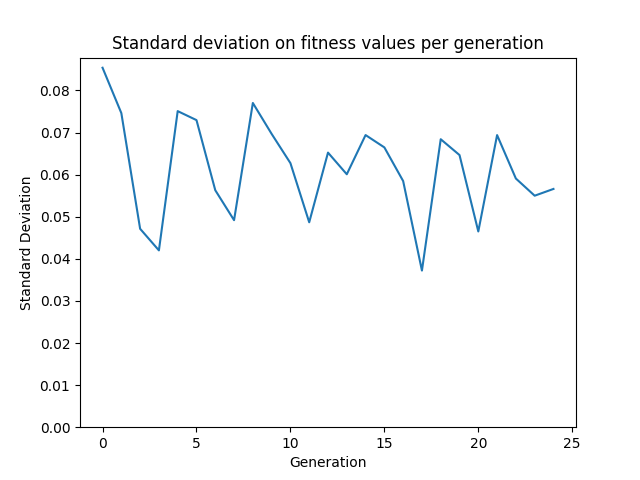 Standard deviation on fitness values per generation
0.08
0.07
0.06
0.05
0.04
0.03
0.02
0.01
0.00
Standard Deviation
0 5 10 15 20 25
Generation